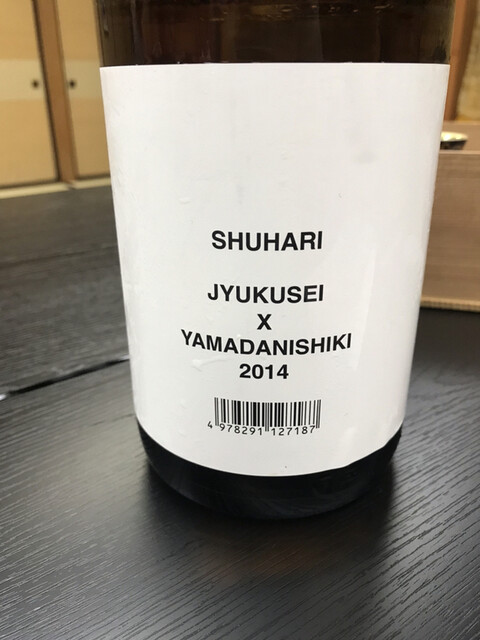 SHUHARI
JYUKUSEI
X
YAMADANISHIKI
2014
4 978291 127187